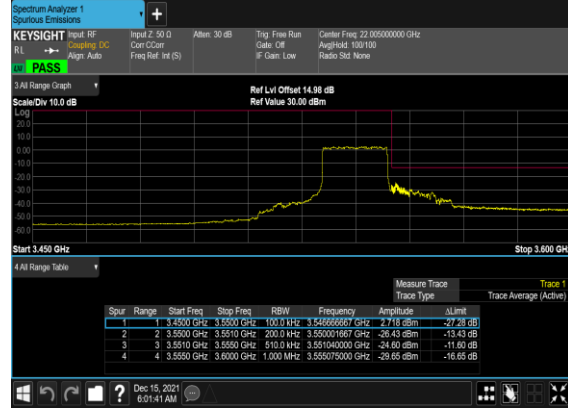 Spectrum Analyzer 1
Spurious Emissions
KEYSIGHT Input: RF Input Z: 50 Ω Atten: 30 dB Trig: Free Run Center Freq: 22.005000000 GHz
RL Coupling: DC Corr CCorr Gate: Off Avg|Hold: 100/100
Align: Auto Freq Ref: Int (S) IF Gain: Low Radio Std: None
PASS
3 All Range Graph
Ref Lvl Offset 14.98 dB
Scale/Div 10.0 dB Ref Value 30.00 dBm
Log
20.0
10.0
0.00
-10.0
-20.0
-30.0
-40.0
-50.0
-60.0
Start 3.450 GHz Stop 3.600 GH
4 All Range Table
Measure Trace Trace 1
Trace Type Trace Average (Active)
Spur Range Start Freq Stop Freq RBW Frequency Amplitude ΔLimit
1 1 3.4500 GHz 3.5500 GHz 100.0 kHz 3.546666667 GHz 2.718 dBm -27.28 dB
2 2 3.5500 GHz 3.5510 GHz 200.0 kHz 3.550001667 GHz -26.43 dBm -13.43 dB
3 3 3.5510 GHz 3.5550 GHz 510.0 kHz 3.551040000 GHz -24.60 dBm -11.60 dB
4 4 3.5550 GHz 3.6000 GHz 1.000 MHz 3.555075000 GHz -29.65 dBm -16.65 dB
Dec 15, 2021
6:01:41 AM